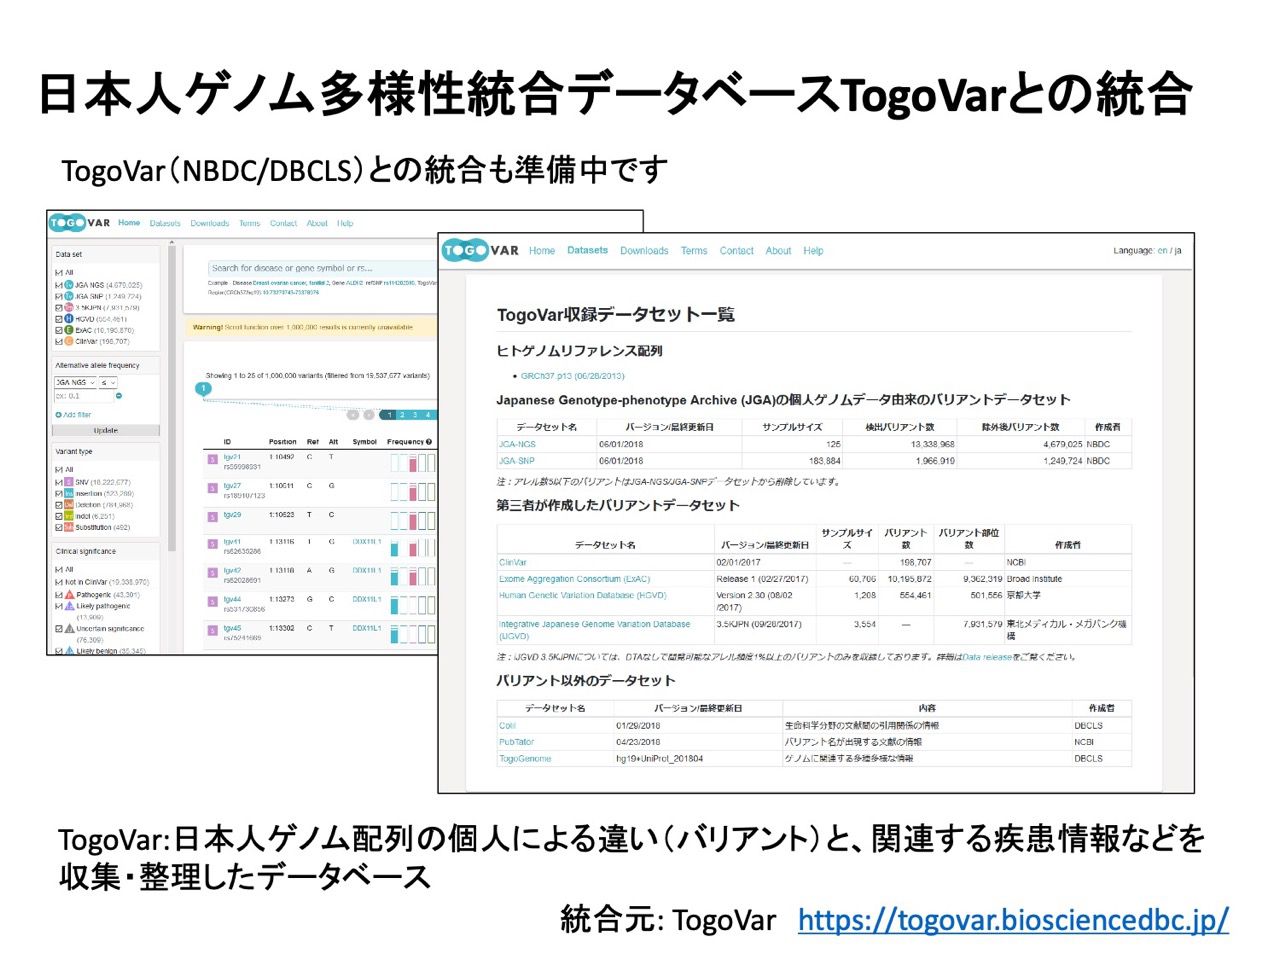 日本人ゲノム多様性統合データベースTogoVarとの統合
TogoVar（NBDC/DBCLS）との統合も準備中です
TOGO VAR Home Datasets Downloads Terms Contact About Help
Data set
All
JGA NGS (4,679,025)
JGA SNP (1,249,724)
3.5KJPN (7,931,579)
HGVD (554,461)
ExAC (10,195,870)
ClinVar (198,707)
Alternative allele frequency
JGA NGS ≤
ex: 0.1
Add filter
Update
Variant type
All
SNV (18,222,677)
Insertion (523,289)
Deletion (781,968)
Indel (6,251)
Substitution (492)
Clinical significance
All
Not in ClinVar (19,338,970)
Pathogenic (43,301)
Likely pathogenic
(13,909)
Uncertain significance
(76,309)
Likely benign (35,345)
Search for disease or gene symbol or rs...
Example - Disease Breast-ovarian cancer, familial 2, Gene ALDH2, refSNP rs114202595, TogoVar
Warning! Scroll function over 1,000,000 results is currently unavailable.
Showing 1 to 25 of 1,000,000 variants (filtered from 19,537,677 variants)
1
1 2 3 4
ID Position Ref Alt Symbol Frequency
S tgv21 1:10492 C T
rs55998931
S tgv27 1:10511 C G
rs189107123
S tgv29 1:10523 T C
S tgv41 1:13116 T G DDX11L1
rs62635286
S tgv42 1:13118 A G DDX11L1
rs62028691
S tgv44 1:13273 G C DDX11L1
rs531730856
S tgv45 1:13302 C T DDX11L1
rs75241669
TOGO VAR Home Datasets Downloads Terms Contact About Help Language: en / ja
TogoVar収録データセット一覧
ヒトゲノムリファレンス配列
• GRCh37.p13 (06/28/2013)
Japanese Genotype-phenotype Archive (JGA)の個人ゲノムデータ由来のバリアントデータセット
データセット名 バージョン/最終更新日 サンプルサイズ 検出バリアント数 除外後バリアント数 作成者
JGA-NGS 06/01/2018 125 13,338,968 4,679,025 NBDC
JGA-SNP 06/01/2018 183,884 1,966,919 1,249,724 NBDC
注：アレル数5以下のバリアントはJGA-NGS/JGA-SNPデータセットから削除しています。
第三者が作成したバリアントデータセット
データセット名 バージョン/最終更新日 サンプルサイズ バリアント数 バリアント部位数 作成者
ClinVar 02/01/2017 — 198,707 — NCBI
Exome Aggregation Consortium (ExAC) Release 1 (02/27/2017) 60,706 10,195,872 9,362,319 Broad Institute
Human Genetic Variation Database (HGVD) Version 2.30 (08/02/2017) 1,208 554,461 501,556 京都大学
Integrative Japanese Genome Variation Database (iJGVD) 3.5KJPN (09/26/2017) 3,554 — 7,931,579 東北メディカル・メガバンク機構
注：iJGVD 3.5KJPNについては、DTAなしで閲覧可能なアレル頻度1%以上のバリアントのみを収録しております。詳細はData releaseをご覧ください。
バリアント以外のデータセット
データセット名 バージョン/最終更新日 内容 作成者
Colil 01/29/2018 生命科学分野の文献間の引用関係の情報 DBCLS
PubTator 04/23/2018 バリアント名が出現する文献の情報 NCBI
TogoGenome hg19+UniProt_201804 ゲノムに関連する多種多様な情報 DBCLS
TogoVar:日本人ゲノム配列の個人による違い（バリアント）と、関連する疾患情報などを
収集・整理したデータベース
統合元: TogoVar https://togovar.biosciencedbc.jp/